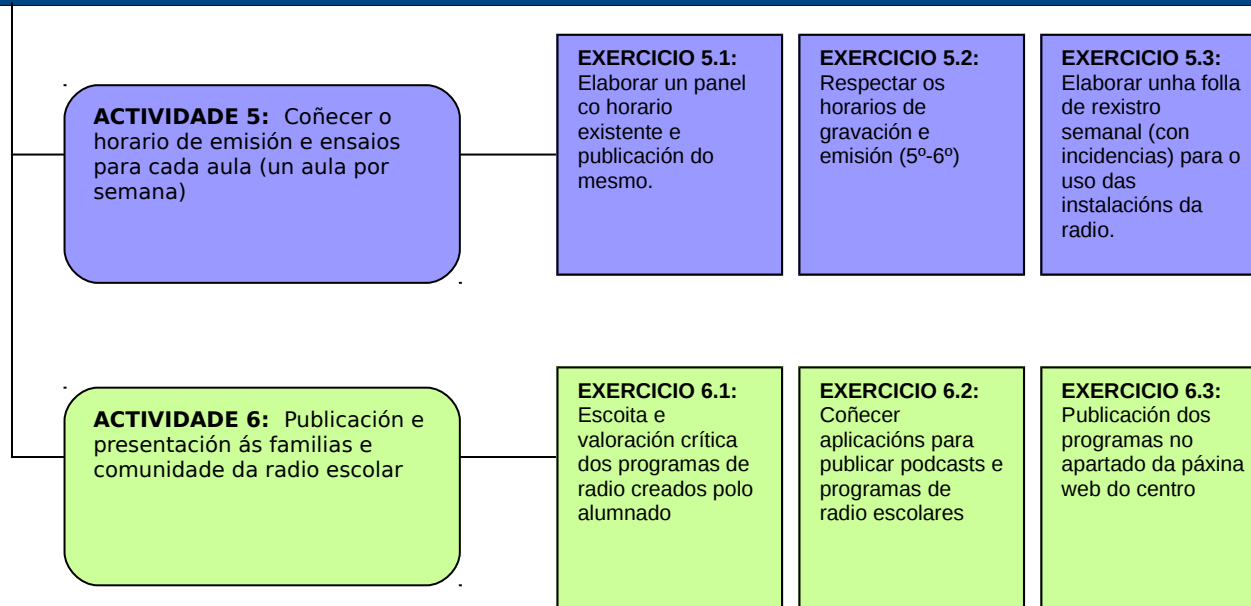 ACTIVIDADE 5: Coñecer o
horario de emisión e ensaios
para cada aula (un aula por
semana)
EXERCICIO 5.1:
Elaborar un panel
co horario
existente e
publicación do
mesmo.
EXERCICIO 5.2:
Respectar os
horarios de
gravación e
emisión (5º-6º)
EXERCICIO 5.3:
Elaborar unha folla
de rexistro
semanal (con
incidencias) para o
uso das
instalacións da
radio.
ACTIVIDADE 6: Publicación e
presentación ás familias e
comunidade da radio escolar
EXERCICIO 6.1:
Escoita e
valoración crítica
dos programas de
radio creados polo
alumnado
EXERCICIO 6.2:
Coñecer
aplicacións para
publicar podcasts e
programas de
radio escolares
EXERCICIO 6.3:
Publicación dos
programas no
apartado da páxina
web do centro